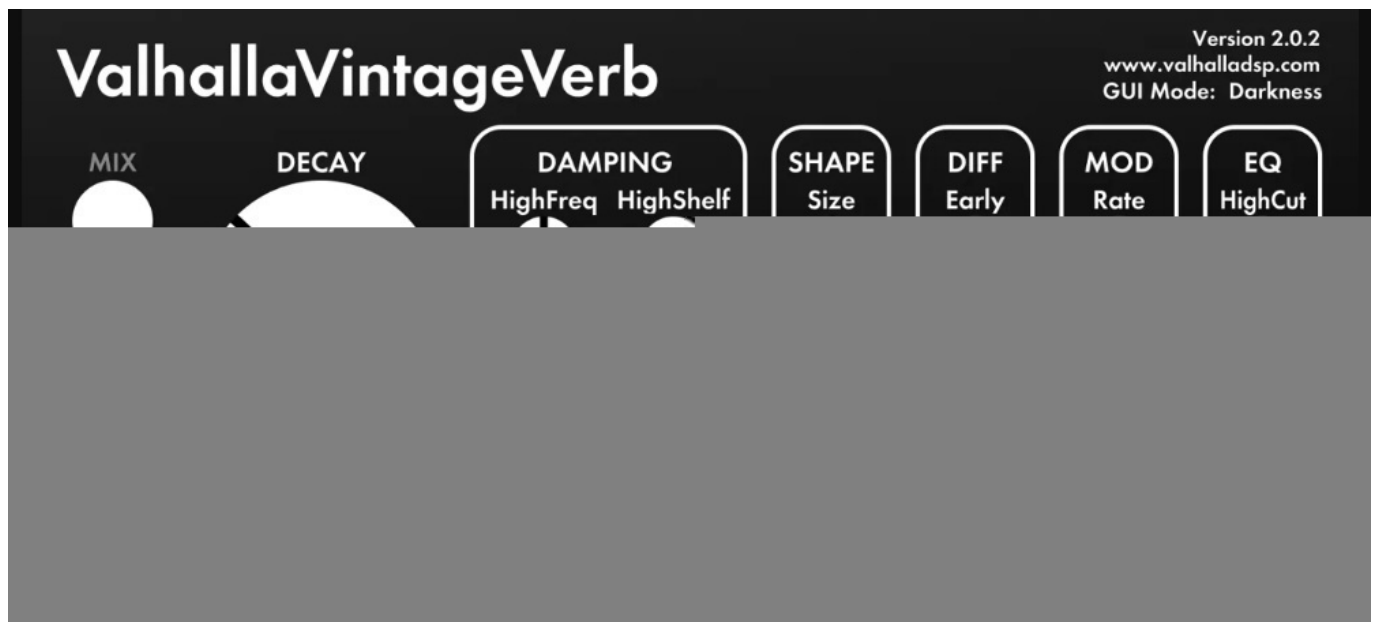 ValhallaVintageVerb
Version 2.0.2
www.valhalladsp.com
GUI Mode: Darkness
MIX
DECAY
DAMPING
HighFreq HighShelf
SHAPE
Size
DIFF
Early
MOD
Rate
EQ
HighCut